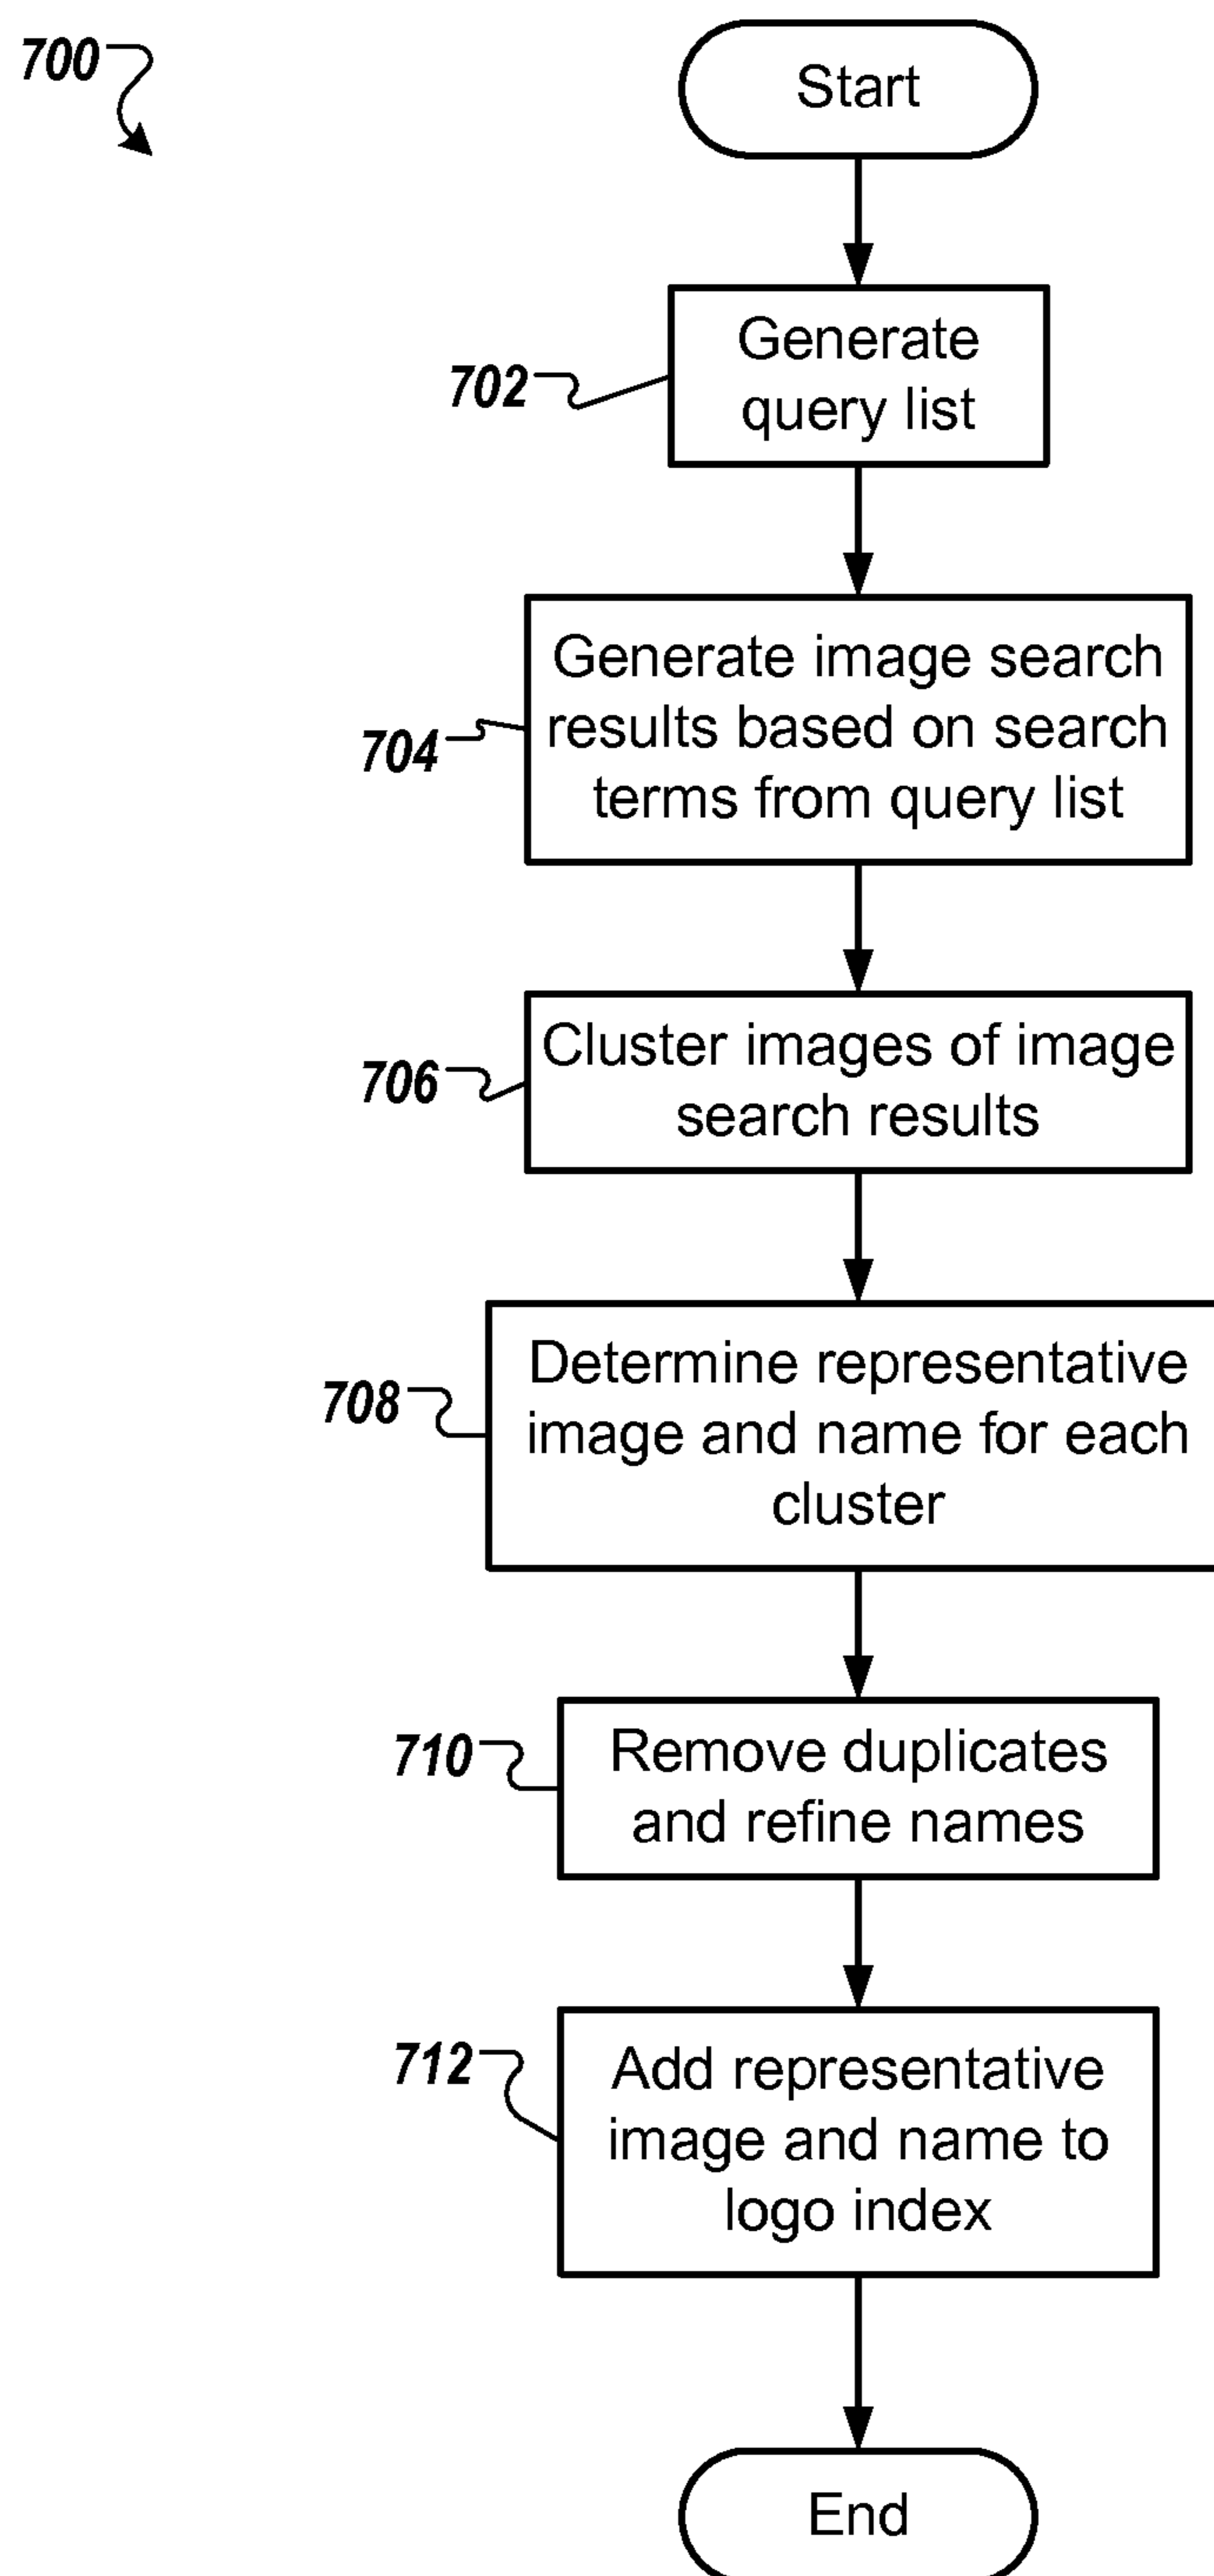 700
Start
702
Generate
query list
704
Generate image search
results based on search
terms from query list
706
Cluster images of image
search results
708
Determine representative
image and name for each
cluster
710
Remove duplicates
and refine names
712
Add representative
image and name to
logo index
End